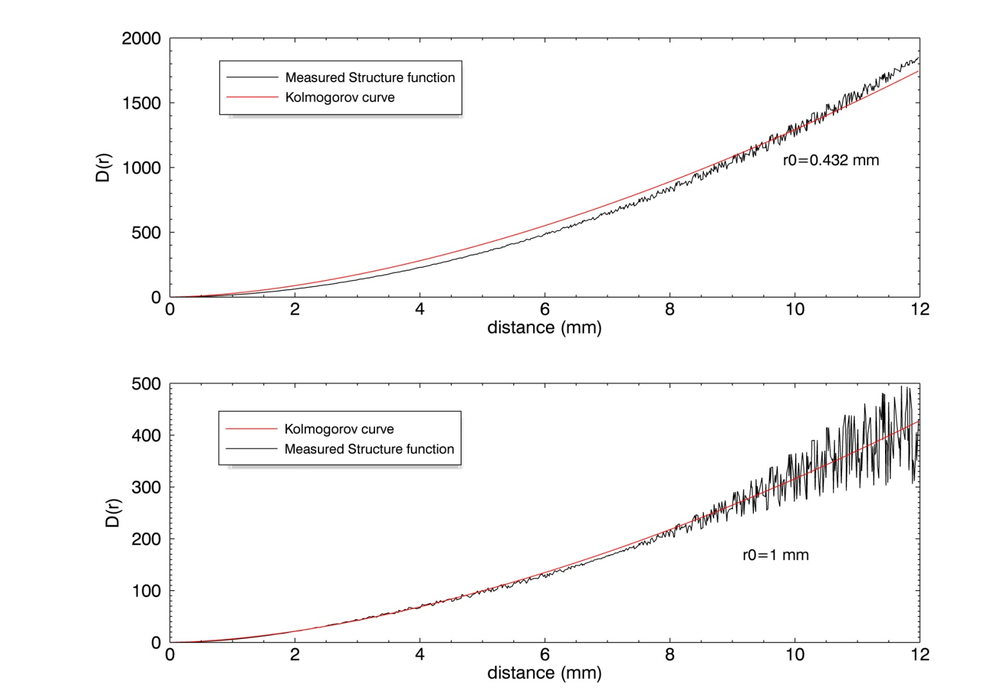 2000
Measured Structure function
Kolmogorov curve
1500
1000
r0=0.432 mm
500
0
D(r)
0 2 4 6 8 10 12
distance (mm)
500
Kolmogorov curve
Measured Structure function
400
300
200
r0=1 mm
100
0
D(r)
0 2 4 6 8 10 12
distance (mm)